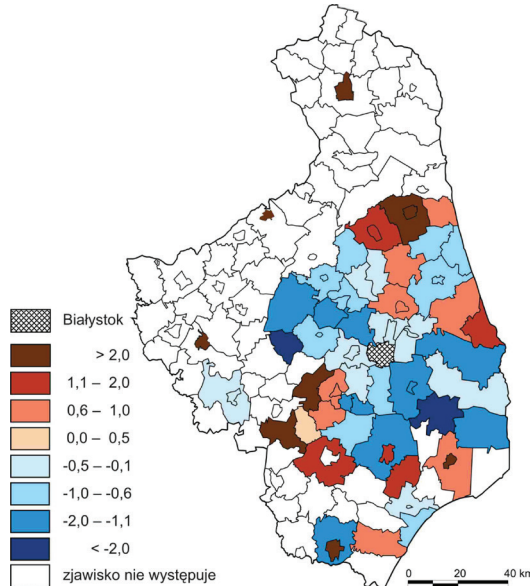 Białystok
> 2,0
1,1 – 2,0
0,6 – 1,0
0,0 – 0,5
-0,5 – -0,1
-1,0 – -0,6
-2,0 – -1,1
< -2,0
zjawisko nie występuje
0 20 40 km